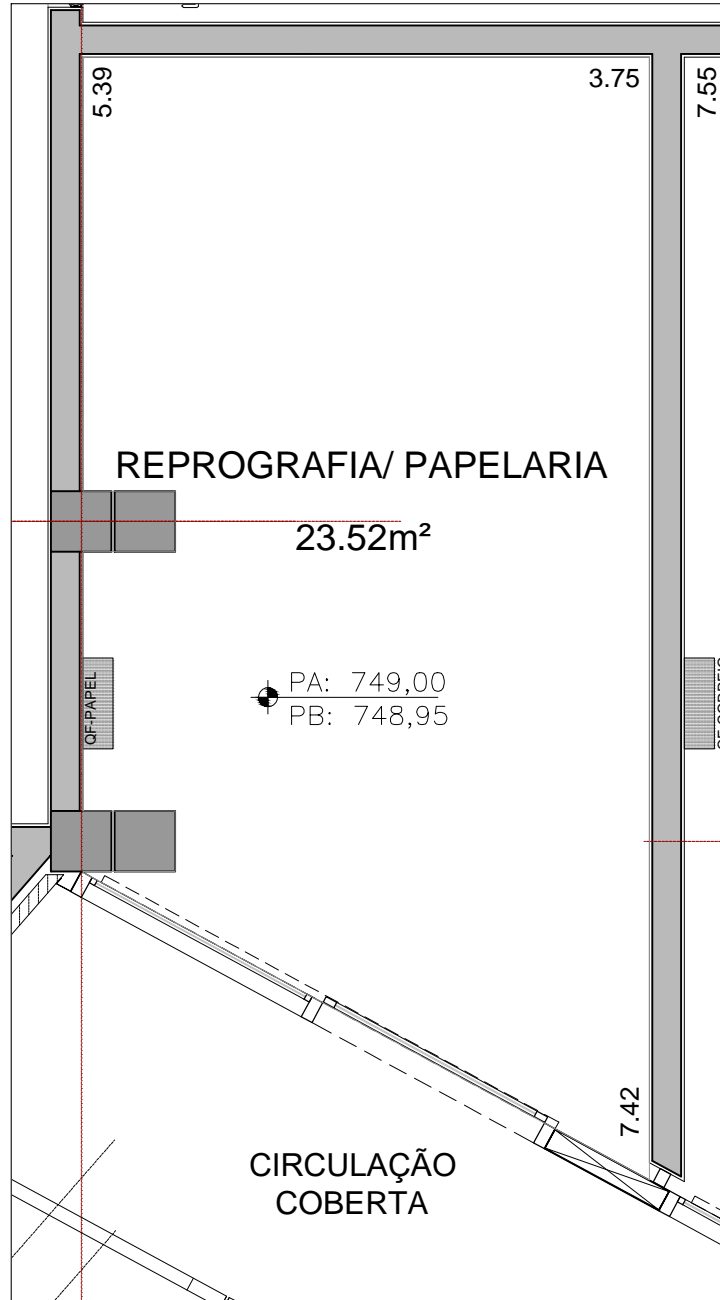 5.39
3.75
7.55
REPROGRAFIA/ PAPELARIA
23.52m²
PA: 749,00
PB: 748,95
QF-PAPEL
7.42
CIRCULAÇÃO
COBERTA